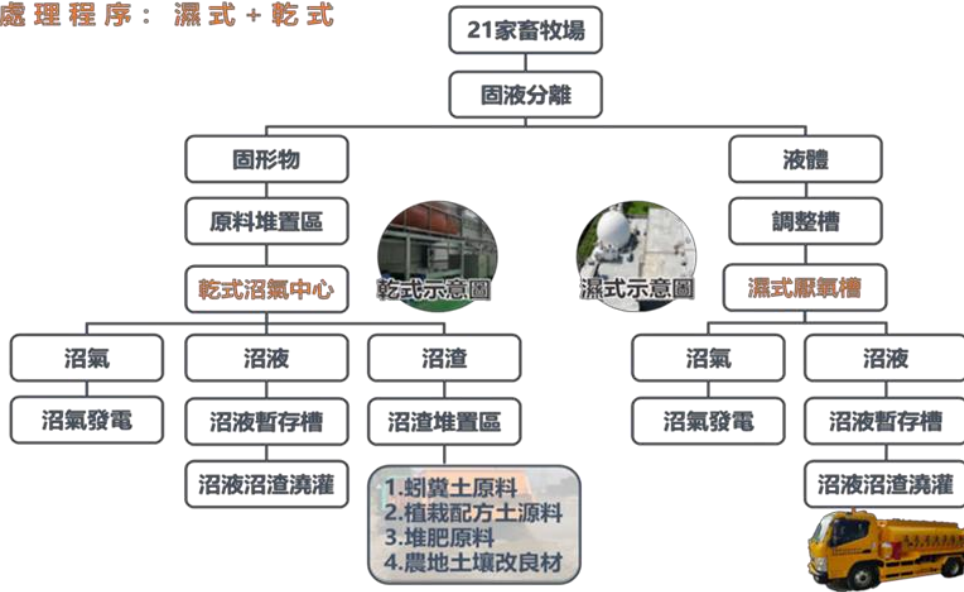 處理程序：濕式+乾式
21家畜牧場
固液分離
固形物
液體
原料堆置區
調整槽
乾式沼氣中心
乾式示意圖
濕式示意圖
濕式厭氧槽
沼氣
沼液
沼渣
沼氣
沼液
沼氣發電
沼液暫存槽
沼渣堆置區
沼氣發電
沼液暫存槽
沼液沼渣澆灌
沼液沼渣澆灌
1.蚓糞土原料
2.植栽配方土源料
3.堆肥原料
4.農地土壤改良材